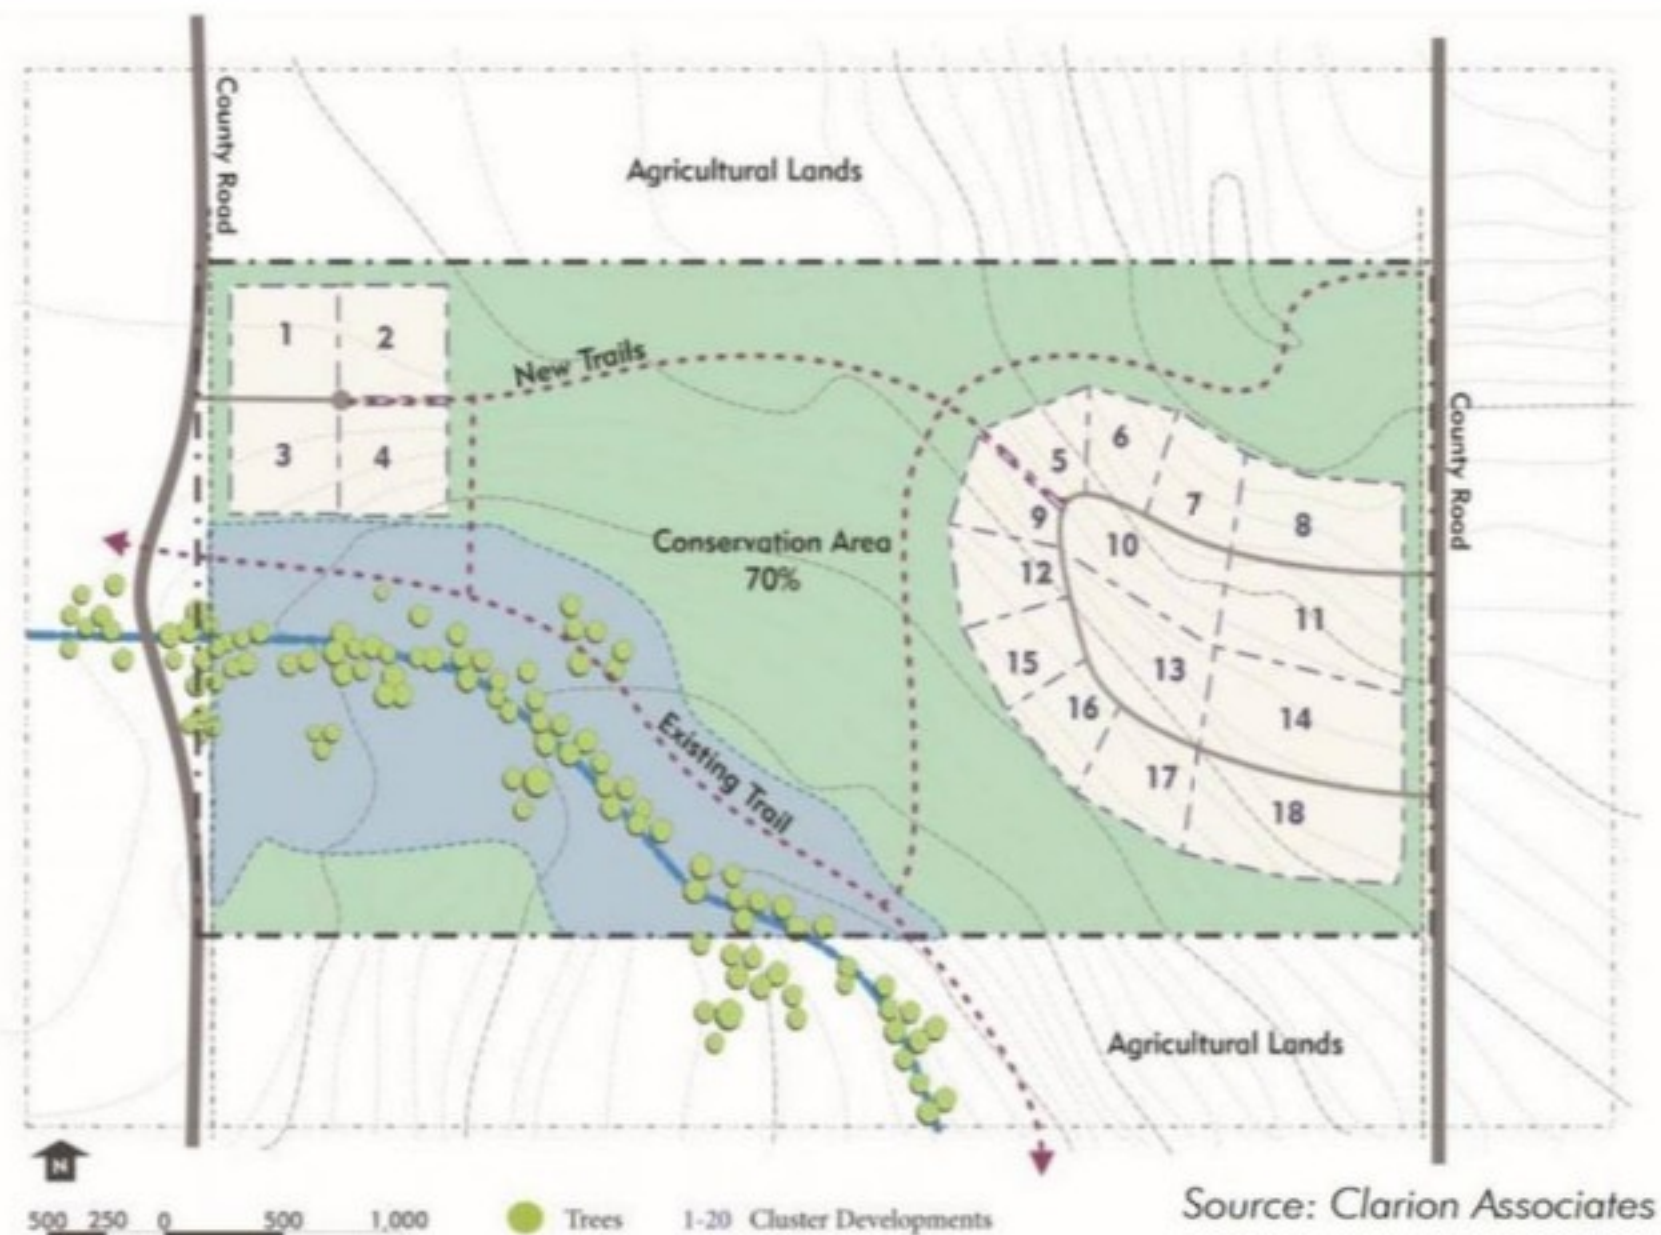 County Road
Agricultural Lands
1
2
New Trails
3
4
5
6
7
8
9
10
County Road
Conservation Area
70%
12
11
15
13
16
14
Existing Trail
17
18
Agricultural Lands
N
500 250 0 500 1,000
Trees
1-20 Cluster Developments
Source: Clarion Associates